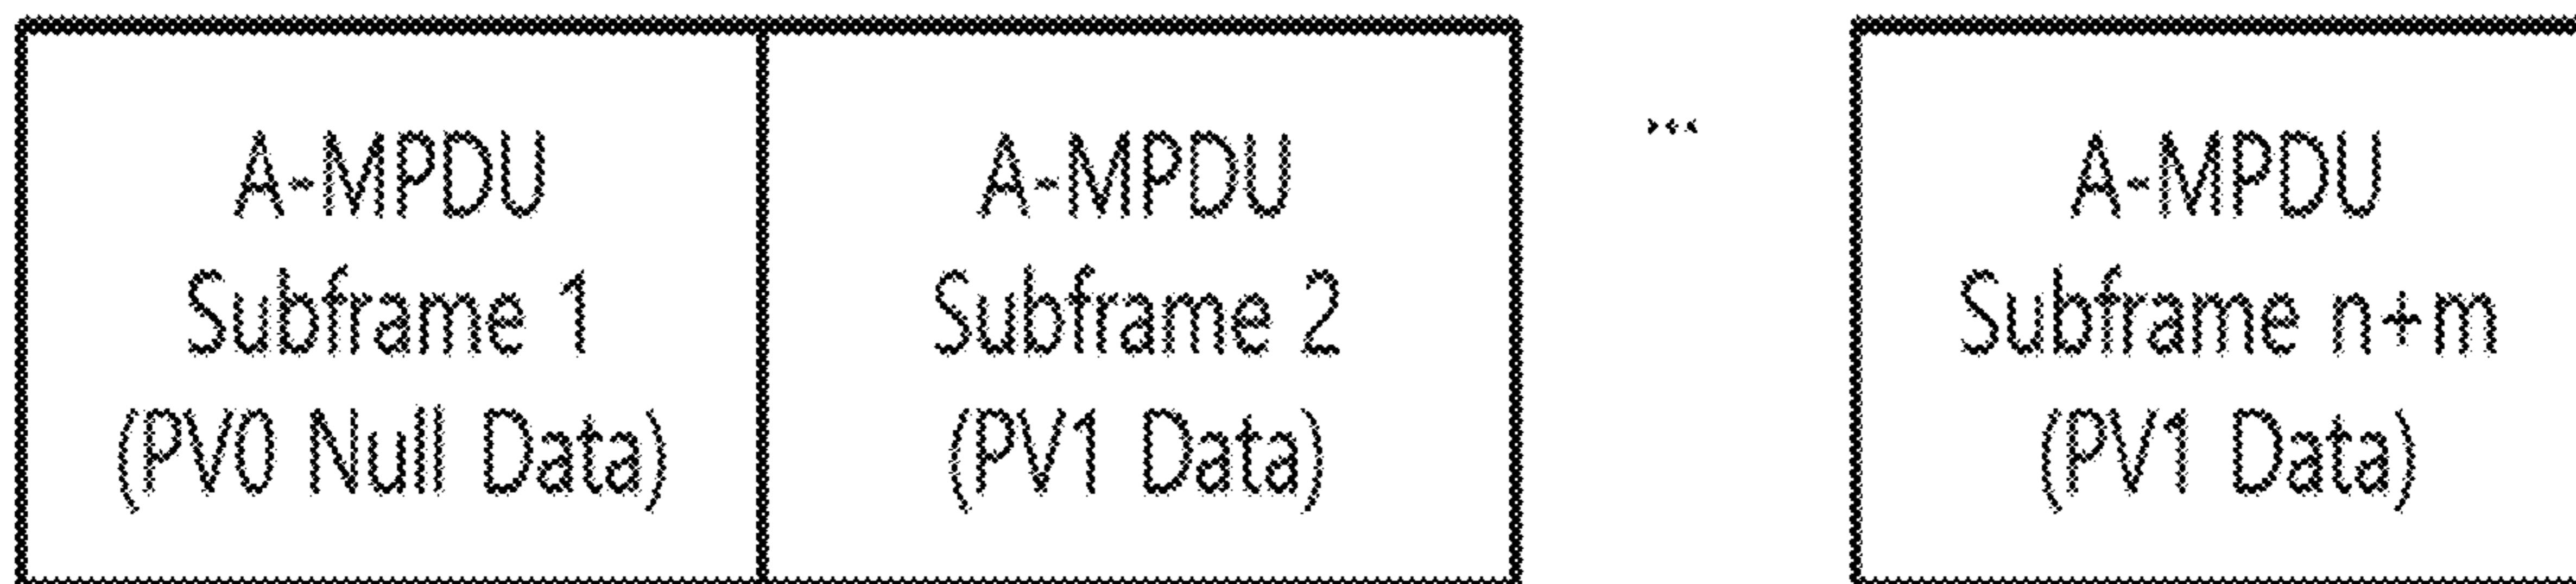 A-MPDU
Subframe 1
(PV0 Null Data)
A-MPDU
Subframe 2
(PV1 Data)
...
A-MPDU
Subframe n+m
(PV1 Data)